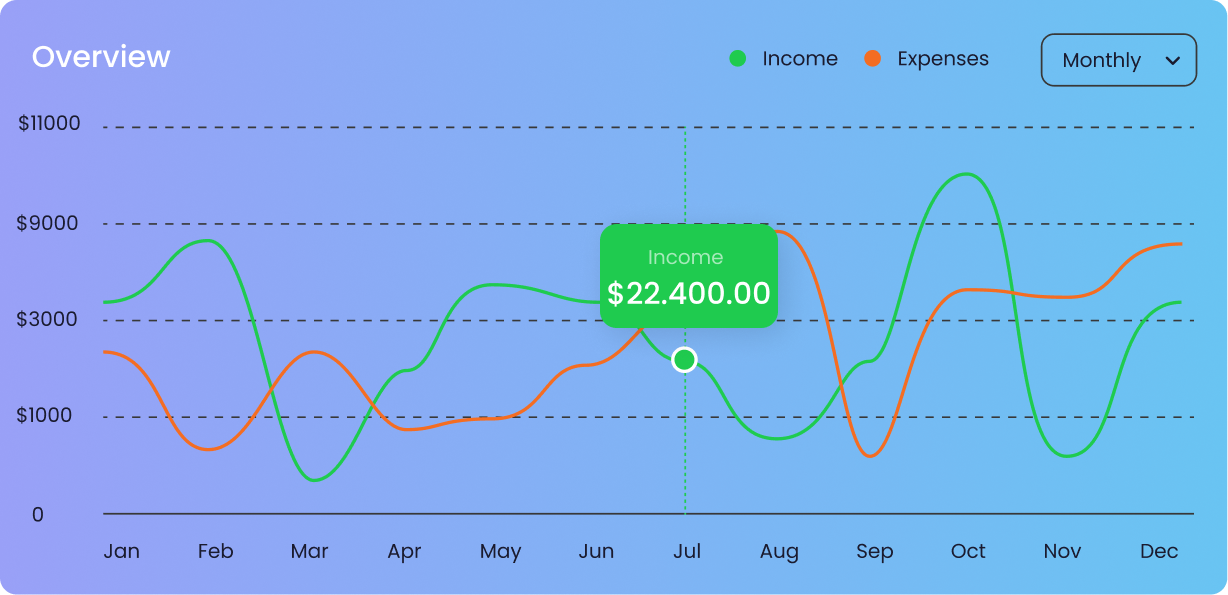 Overview
Income
Expenses
Monthly
$11000
$9000
Income
$22.400.00
$3000
$1000
0
Jan Feb Mar Apr May Jun Jul Aug Sep Oct Nov Dec